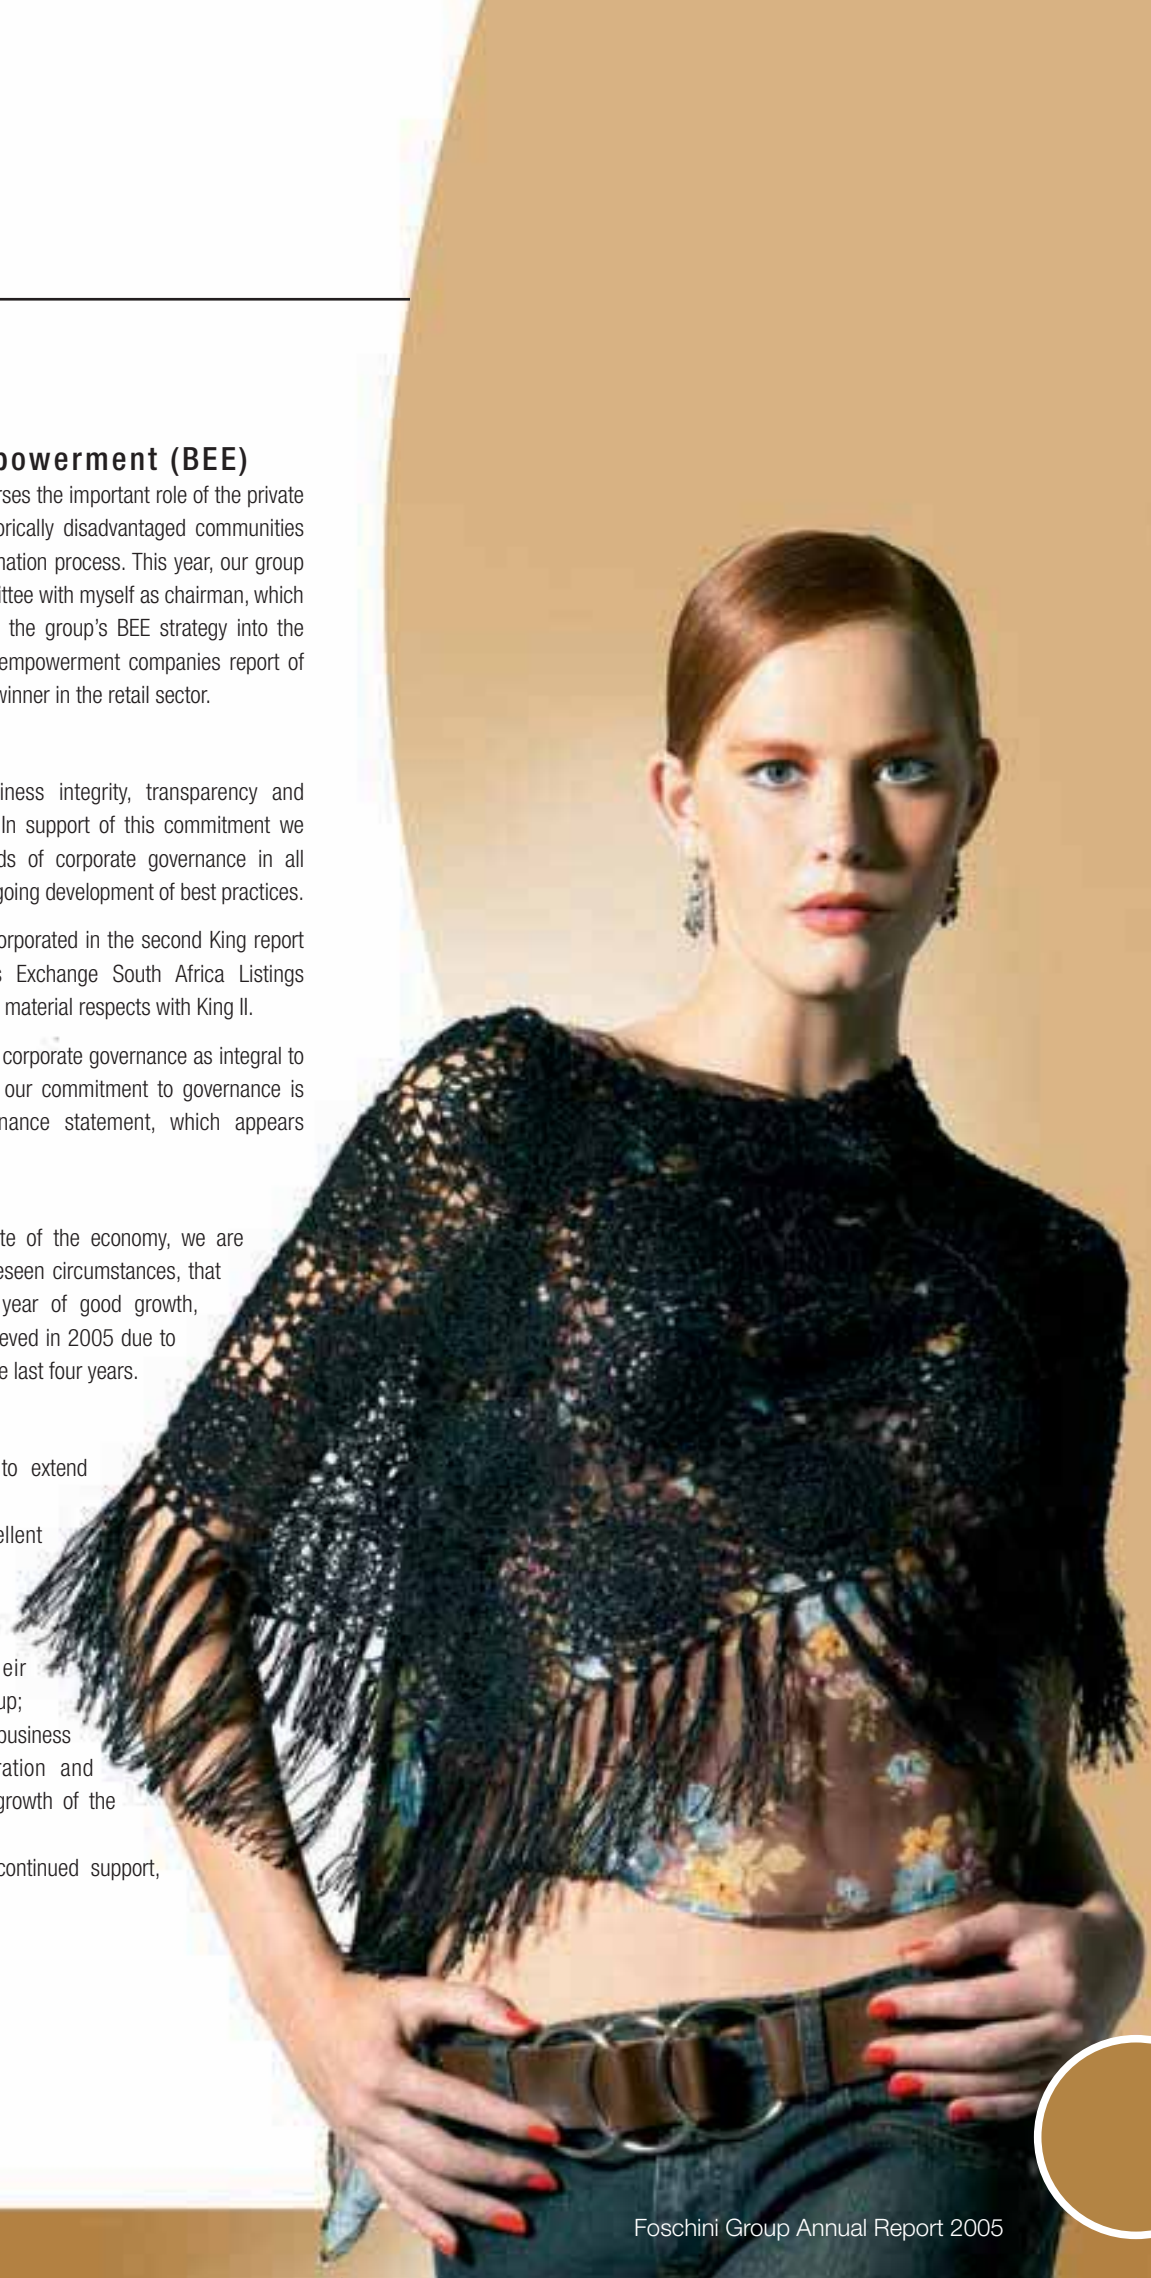 powerment (BEE)
rses the important role of the private
orically disadvantaged communities
nation process. This year, our group
ittee with myself as chairman, which
the group's BEE strategy into the
empowerment companies report of
winner in the retail sector.
iness integrity, transparency and
In support of this commitment we
ds of corporate governance in all
going development of best practices.
orporated in the second King report
s Exchange South Africa Listings
material respects with King II.
corporate governance as integral to
our commitment to governance is
nance statement, which appears
te of the economy, we are
eseen circumstances, that
year of good growth,
eved in 2005 due to
e last four years.
to extend
ellent
eir
up;
business
ration and
growth of the
continued support,
Foschini Group Annual Report 2005